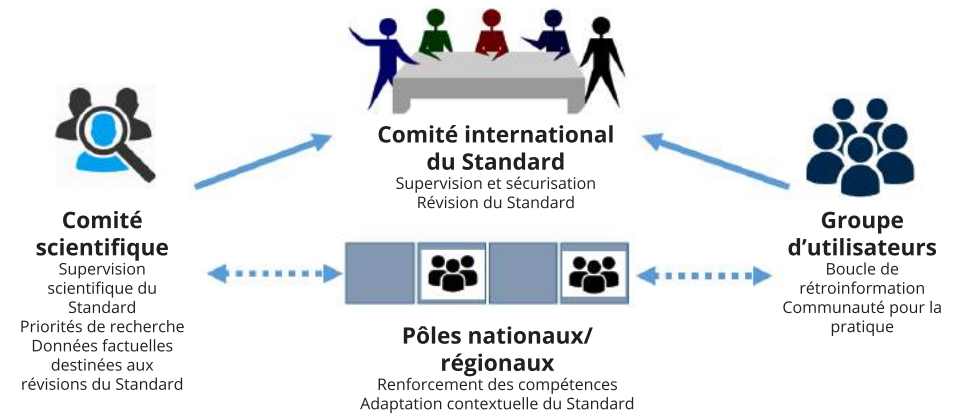 Comité international
du Standard
Supervision et sécurisation
Révision du Standard
Comité
scientifique
Supervision
scientifique du
Standard
Priorités de recherche
Données factuelles
destinées aux
révisions du Standard
Groupe
d’utilisateurs
Boucle de
rétroinformation
Communauté pour la
pratique
Pôles nationaux/
régionaux
Renforcement des compétences
Adaptation contextuelle du Standard